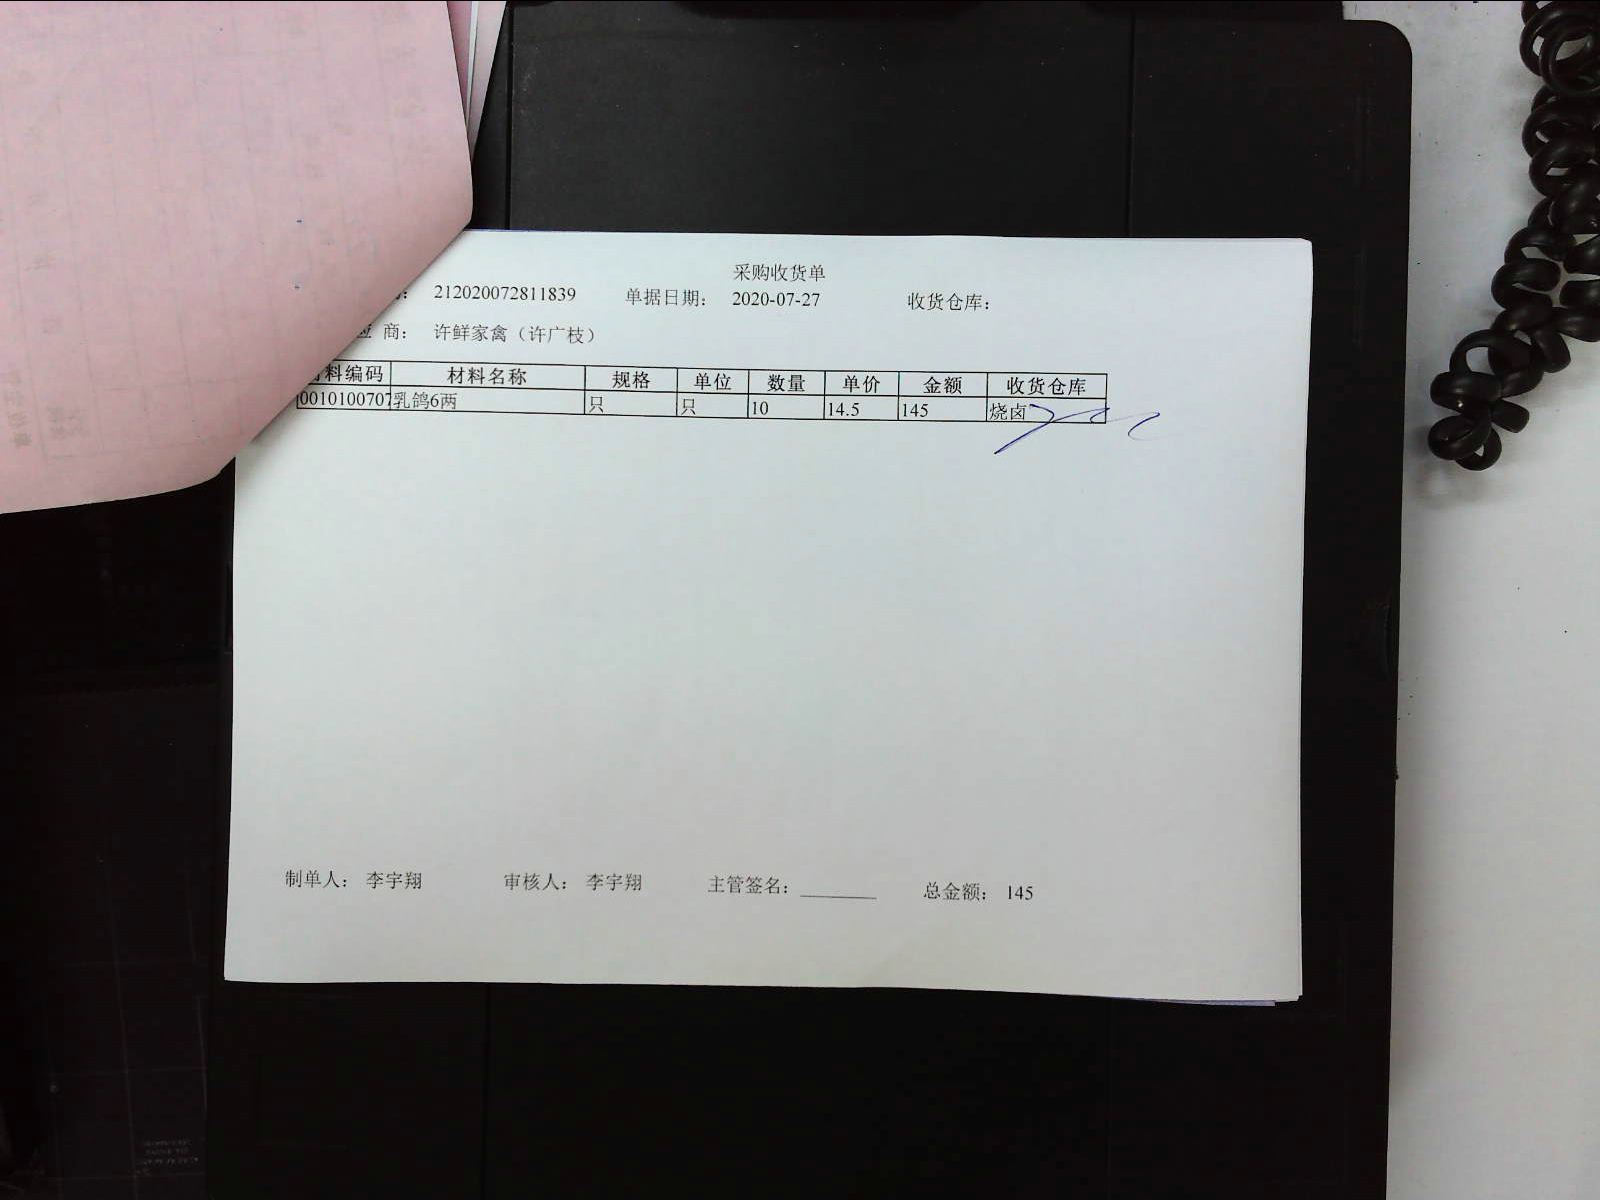 采购收货单
212020072811839 单据日期： 2020-07-27 收货仓库：
商： 许鲜家禽（许广枝）
料编码 材料名称 规格 单位 数量 单价 金额 收货仓库
0010100707 乳鸽6两 只 只 10 14.5 145 烧卤
制单人： 李宇翔 审核人： 李宇翔 主管签名： 总金额： 145